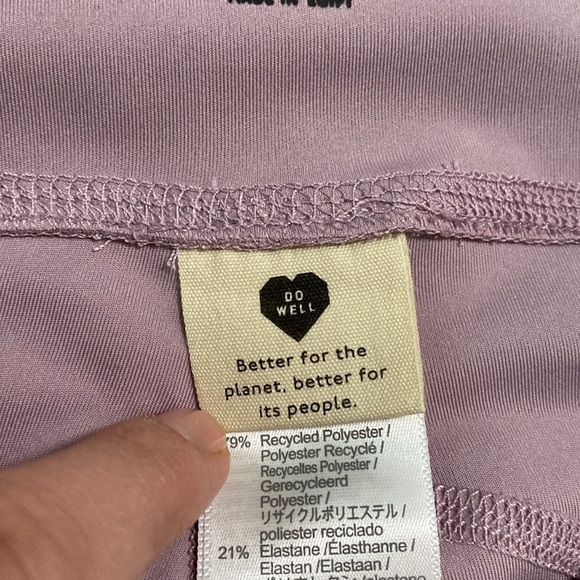 DO
WELL
Better for the
planet, better for
its people.
79% Recycled Polyester /
Polyester Recyclé /
Recyceltes Polyester /
Gerecycleerd
Polyester /
リサイクルポリエステル /
poliester reciclado
21% Elastane /Élasthanne /
Elastan /Elastaan /